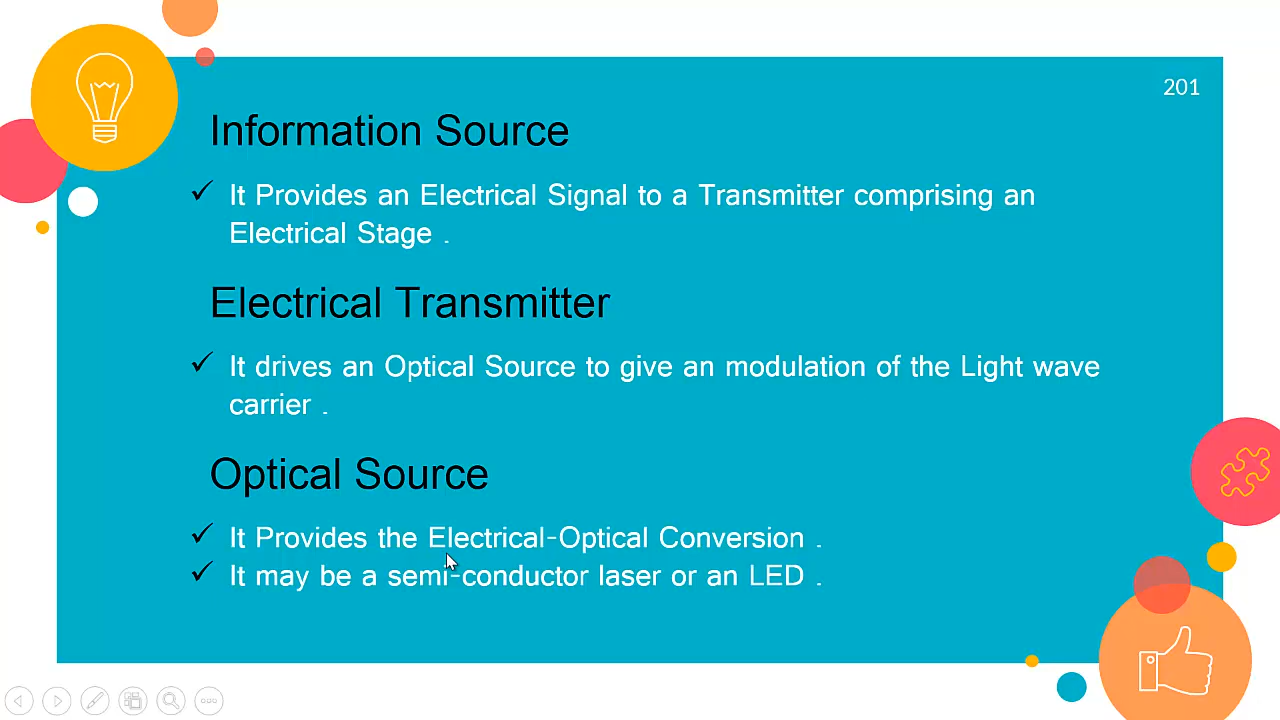 201
Information Source
✓ It Provides an Electrical Signal to a Transmitter comprising an
Electrical Stage .
Electrical Transmitter
✓ It drives an Optical Source to give an modulation of the Light wave
carrier .
Optical Source
✓ It Provides the Electrical-Optical Conversion .
✓ It may be a semi-conductor laser or an LED .